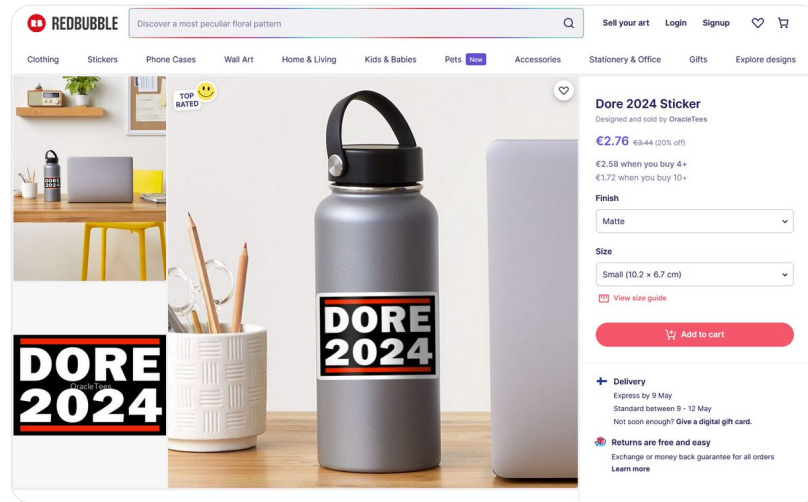 RB REDBUBBLE
Discover a most peculiar floral pattern
Sell your art Login Signup
Clothing Stickers Phone Cases Wall Art Home & Living Kids & Babies Pets New Accessories Stationery & Office Gifts Explore designs
DORE
2024
DORE
OracleTees
2024
TOP
RATED
DORE
2024
Dore 2024 Sticker
Designed and sold by OracleTees
€2.76 €3.44 (20% off)
€2.58 when you buy 4+
€1.72 when you buy 10+
Finish
Matte
Size
Small (10.2 × 6.7 cm)
View size guide
Add to cart
Delivery
Express by 9 May
Standard between 9 - 12 May
Not soon enough? Give a digital gift card.
Returns are free and easy
Exchange or money back guarantee for all orders
Learn more